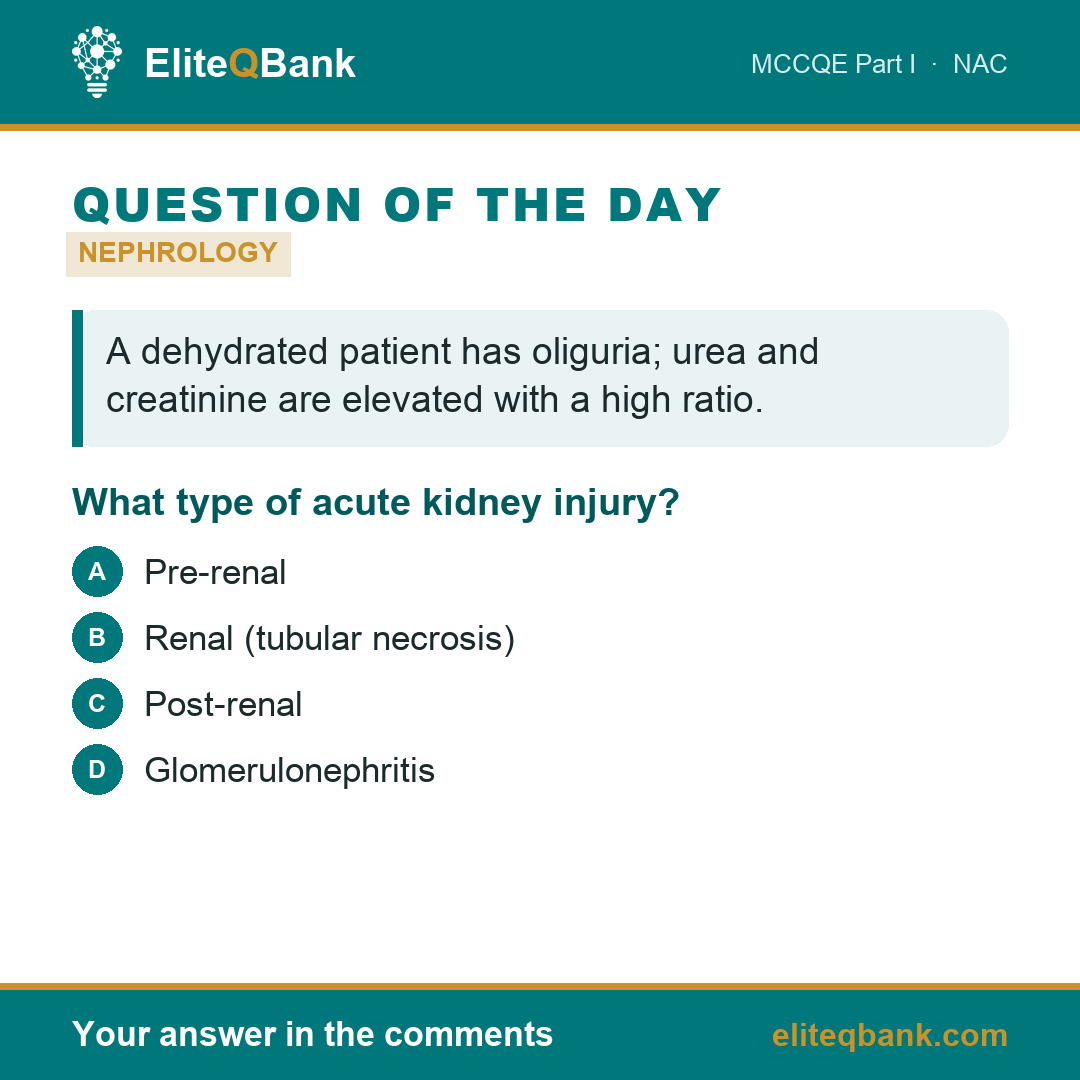 EliteQBank
MCCQE Part I · NAC
QUESTION OF THE DAY
NEPHROLOGY
A dehydrated patient has oliguria; urea and
creatinine are elevated with a high ratio.
What type of acute kidney injury?
A Pre-renal
B Renal (tubular necrosis)
C Post-renal
D Glomerulonephritis
Your answer in the comments
eliteqbank.com